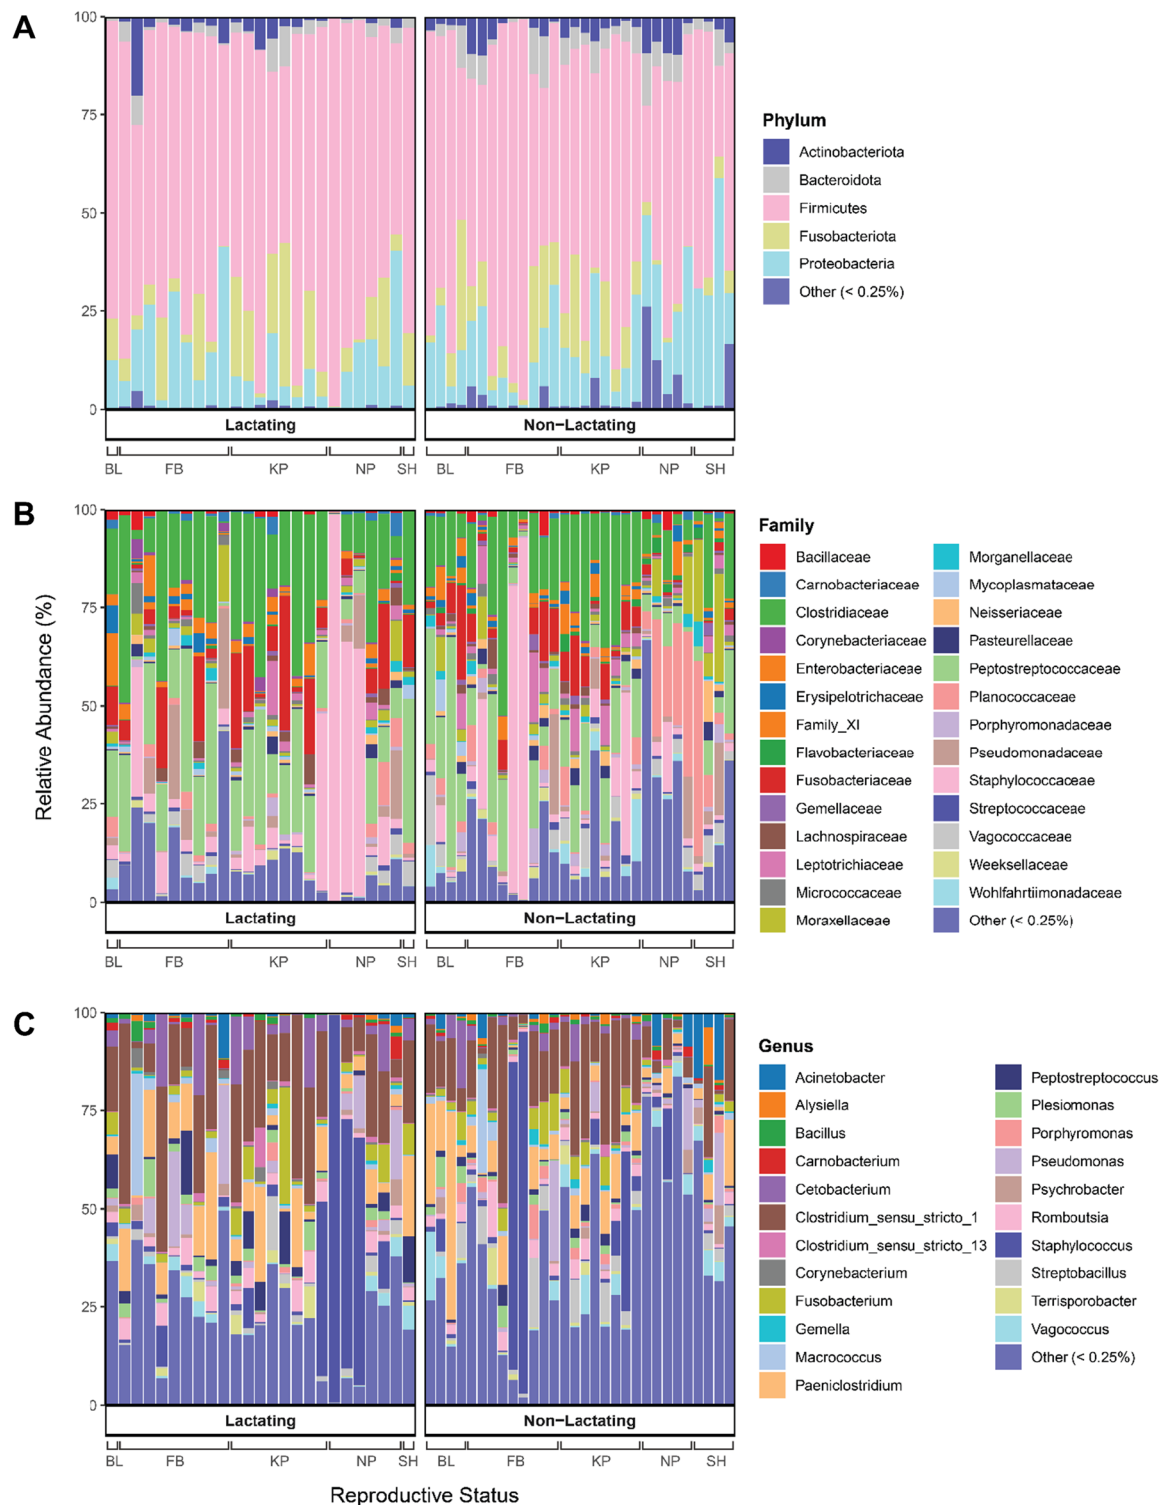 A
100
75
50
25
0
Lactating
Non−Lactating
BL FB KP NP SH
BL FB KP NP SH
Phylum
Actinobacteriota
Bacteroidota
Firmicutes
Fusobacteriota
Proteobacteria
Other (< 0.25%)
B
Relative Abundance (%)
100
75
50
25
0
Lactating
Non−Lactating
BL FB KP NP SH
BL FB KP NP SH
Family
Bacillaceae
Carnobacteriaceae
Clostridiaceae
Corynebacteriaceae
Enterobacteriaceae
Erysipelotrichaceae
Family_XI
Flavobacteriaceae
Fusobacteriaceae
Gemellaceae
Lachnospiraceae
Leptotrichiaceae
Micrococcaceae
Moraxellaceae
Morganellaceae
Mycoplasmataceae
Neisseriaceae
Pasteurellaceae
Peptostreptococcaceae
Planococcaceae
Porphyromonadaceae
Pseudomonadaceae
Staphylococcaceae
Streptococcaceae
Vagococcaceae
Weeksellaceae
Wohlfahrtiimonadaceae
Other (< 0.25%)
C
100
75
50
25
0
Lactating
Non−Lactating
BL FB KP NP SH
BL FB KP NP SH
Reproductive Status
Genus
Acinetobacter
Alysiella
Bacillus
Carnobacterium
Cetobacterium
Clostridium_sensu_stricto_1
Clostridium_sensu_stricto_13
Corynebacterium
Fusobacterium
Gemella
Macrococcus
Paeniclostridium
Peptostreptococcus
Plesiomonas
Porphyromonas
Pseudomonas
Psychrobacter
Romboutsia
Staphylococcus
Streptobacillus
Terrisporobacter
Vagococcus
Other (< 0.25%)